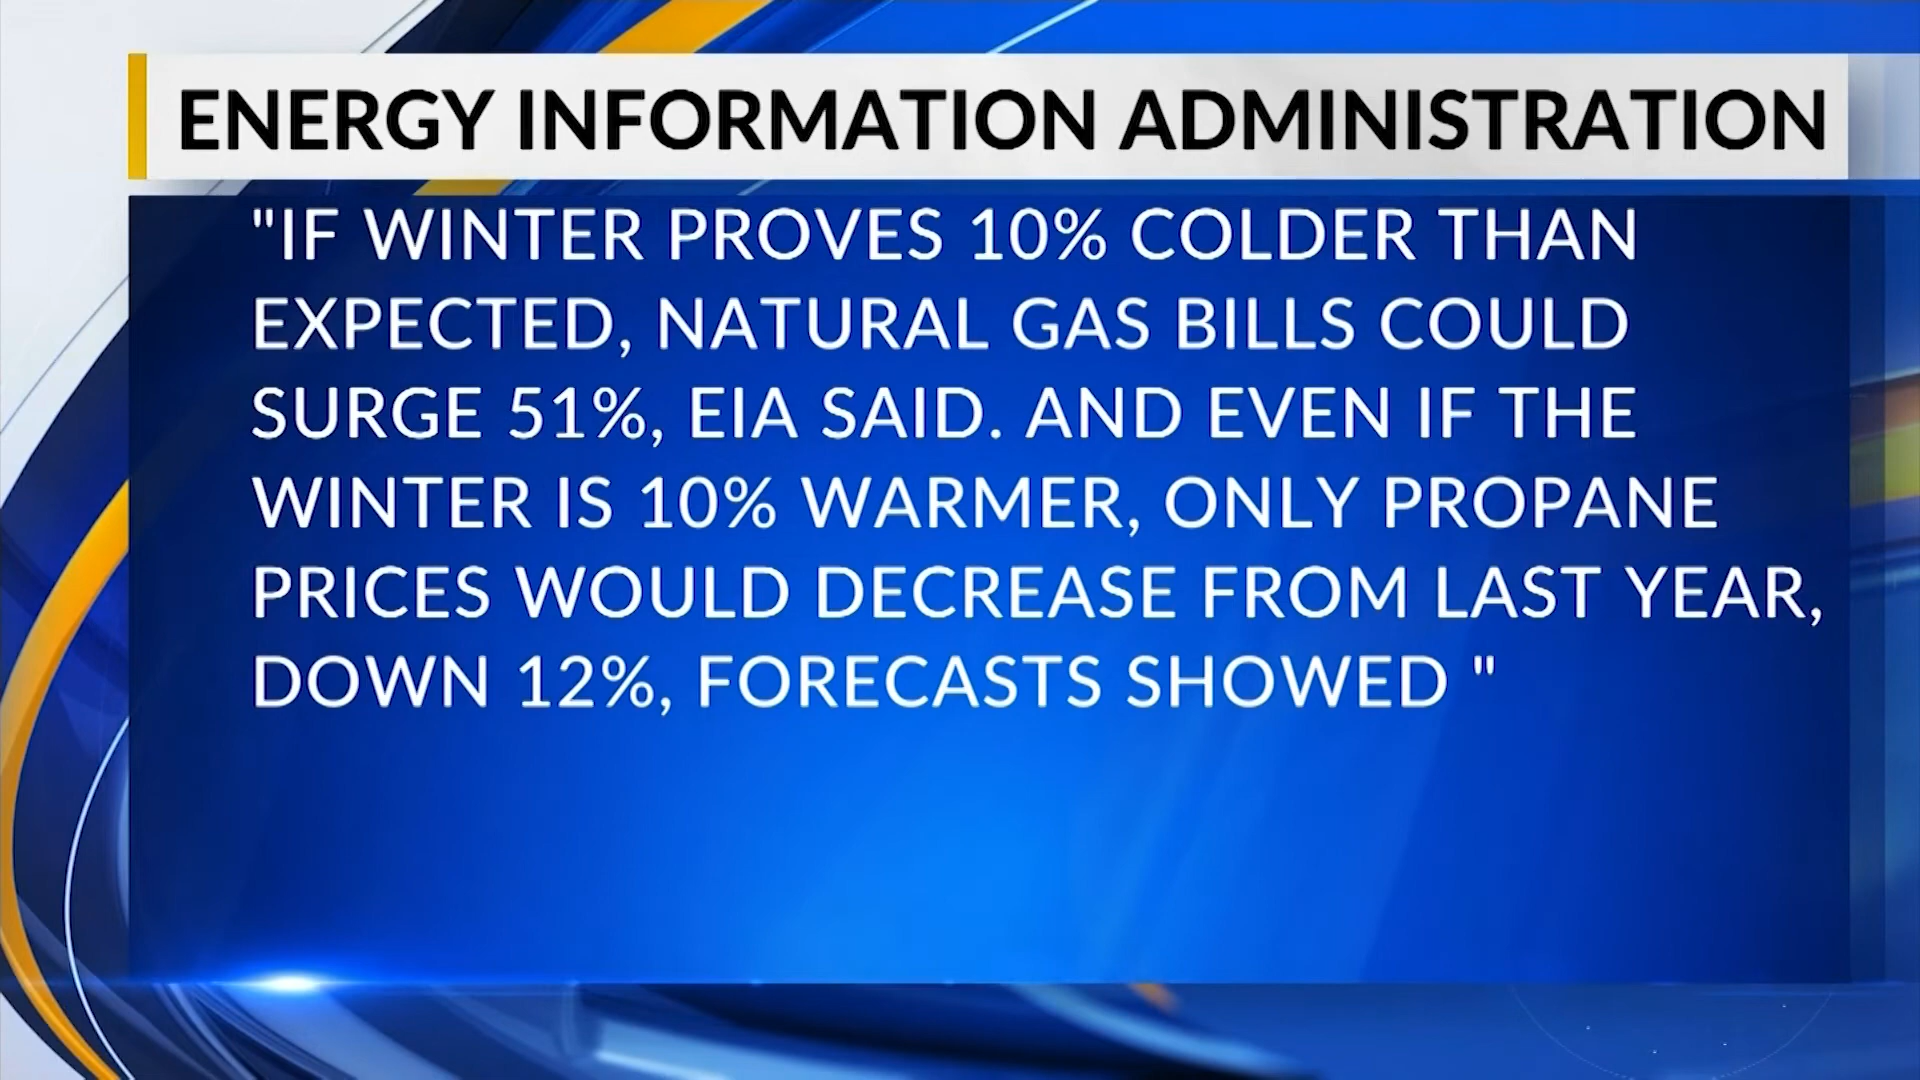 ENERGY INFORMATION ADMINISTRATION
"IF WINTER PROVES 10% COLDER THAN
EXPECTED, NATURAL GAS BILLS COULD
SURGE 51%, EIA SAID. AND EVEN IF THE
WINTER IS 10% WARMER, ONLY PROPANE
PRICES WOULD DECREASE FROM LAST YEAR,
DOWN 12%, FORECASTS SHOWED "